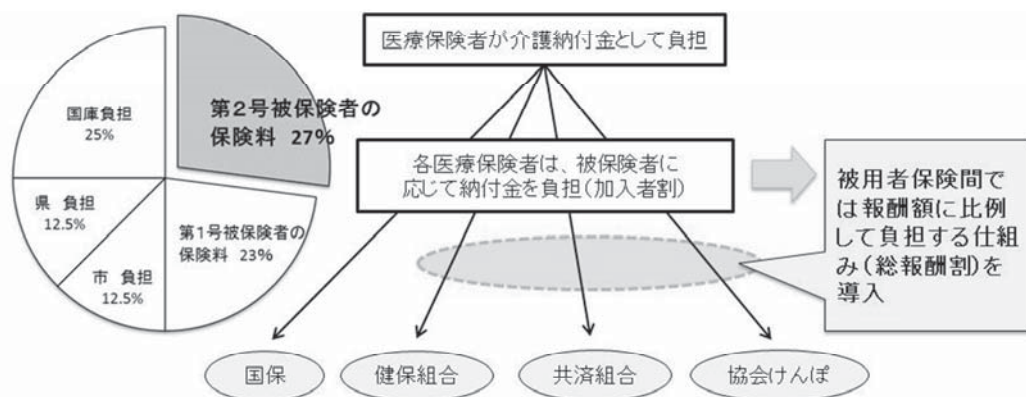 国庫負担
25%
第2号被保険者の
保険料 27%
県 負担
12.5%
市 負担
12.5%
第1号被保険者の
保険料 23%
医療保険者が介護納付金として負担
各医療保険者は、被保険者に
応じて納付金を負担(加入者割)
被用者保険間で
は報酬額に比例
して負担する仕組
み(総報酬割)を
導入
国保
健保組合
共済組合
協会けんぽ